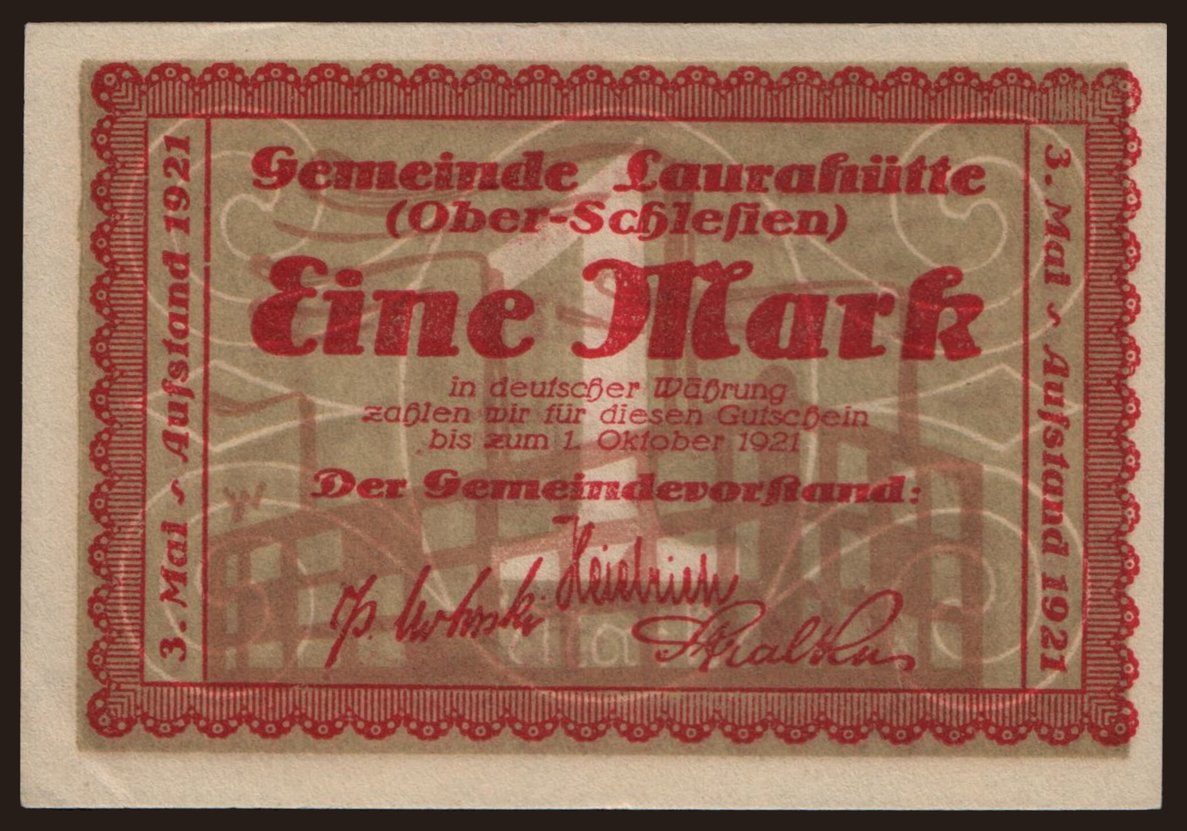 Gemeinde Laurahütte
(Ober-Schlesien)
Eine Mark
in deutscher Währung
zahlen wir für diesen Gutschein
bis zum 1. Oktober 1921
Der Gemeindevorstand:
Heidrich
3. Mai ~ Aufstand 1921
3. Mai ~ Aufstand 1921